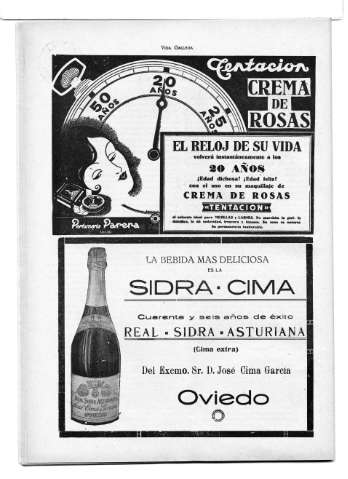 VIDA GALLEGA
Tentacion
CREMA
DE
ROSAS
50
AÑOS
20
AÑOS
25
AÑOS
EL RELOJ DE SU VIDA
volverá instantáneamente a los
20 AÑOS
¡Edad dichosa! ¡Edad feliz!
con el uso en su maquillaje de
CREMA DE ROSAS
"TENTACION"
Perfumería Parera
LA BEBIDA MAS DELICIOSA
ES LA
SIDRA · CIMA
Cuarenta y seis años de éxito
REAL · SIDRA · ASTURIANA
(Cima extra)
Del Excmo. Sr. D. José Cima García
Oviedo